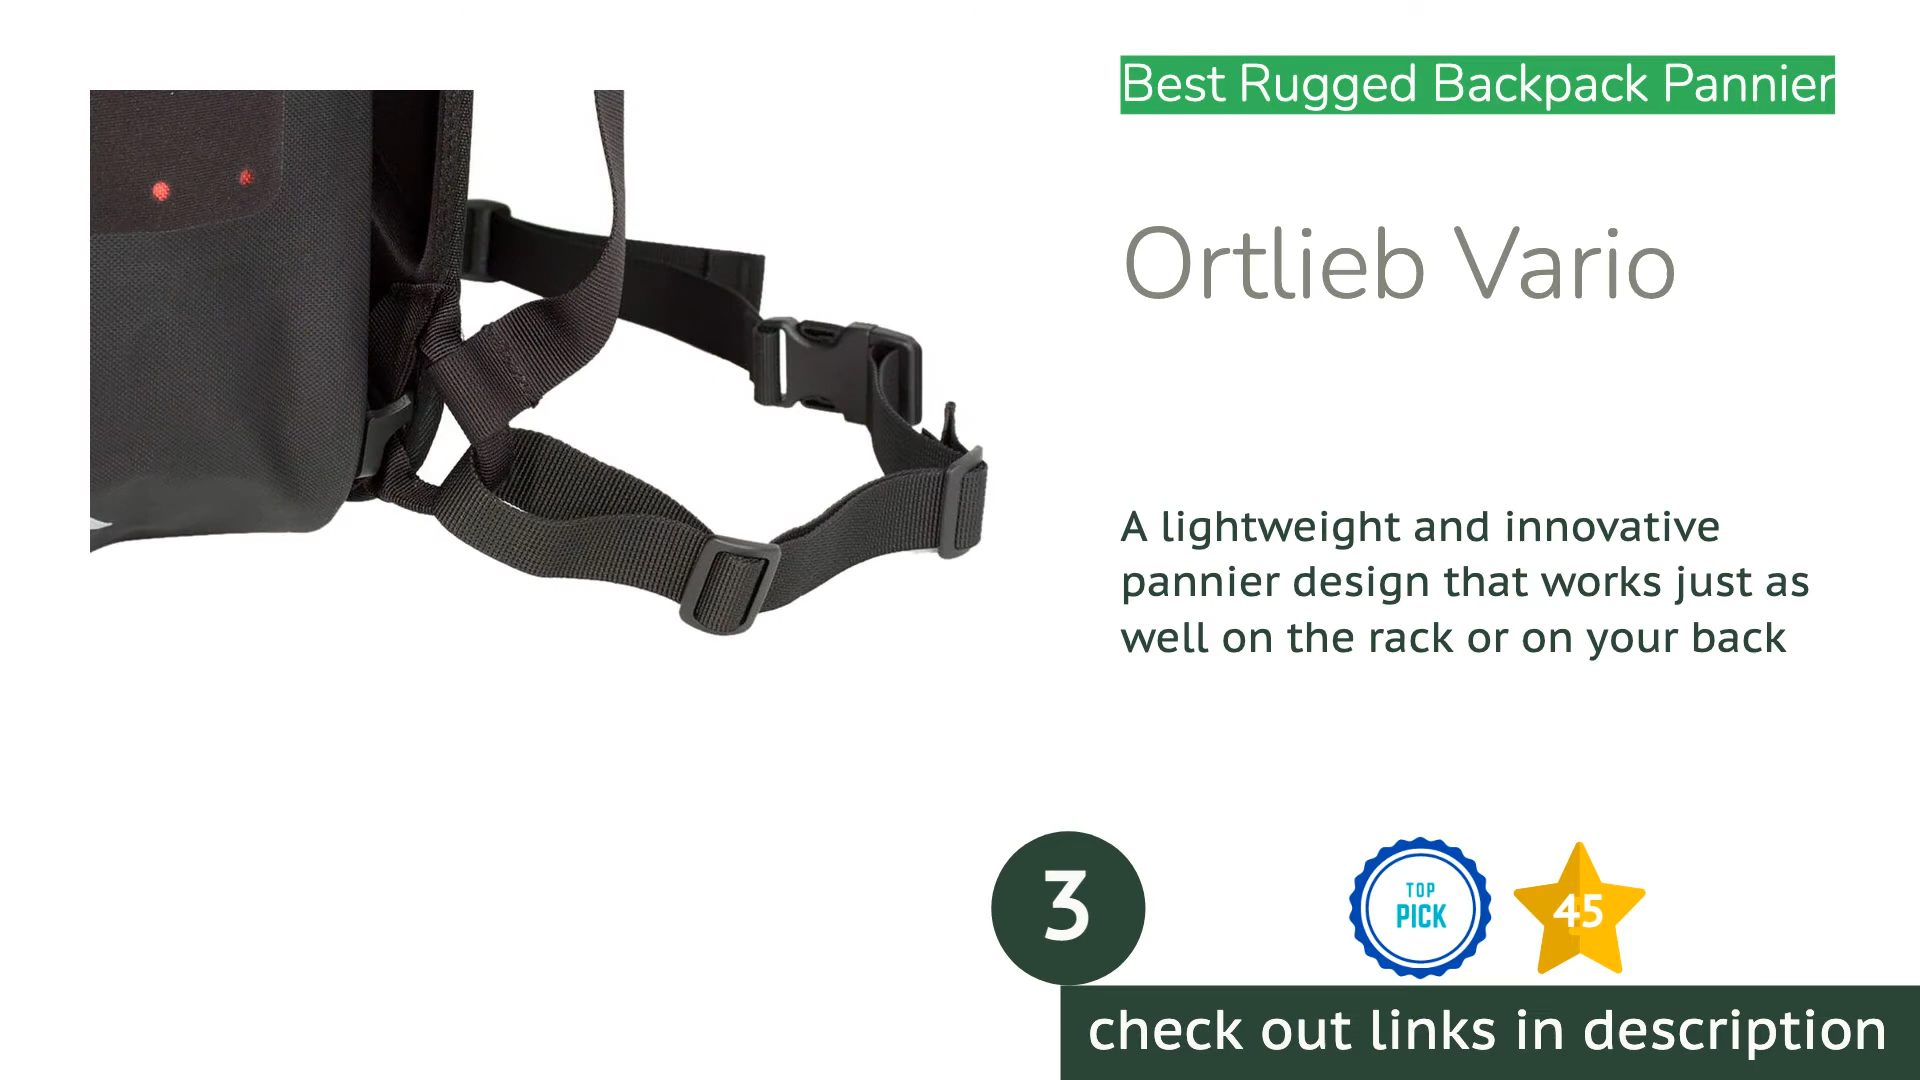 Best Rugged Backpack Pannier
Ortlieb Vario
A lightweight and innovative
pannier design that works just as
well on the rack or on your back
3
TOP
PICK
45
check out links in description